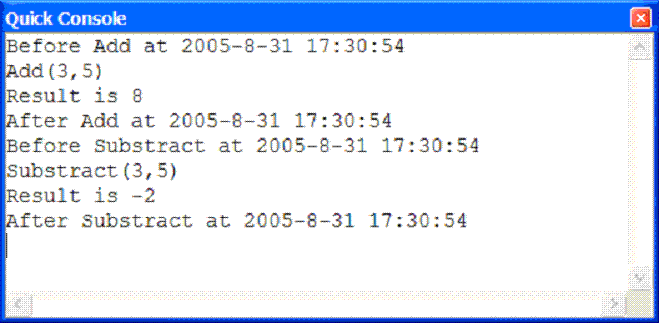 Quick Console
Before Add at 2005-8-31 17:30:54
Add(3,5)
Result is 8
After Add at 2005-8-31 17:30:54
Before Substract at 2005-8-31 17:30:54
Substract(3,5)
Result is -2
After Substract at 2005-8-31 17:30:54